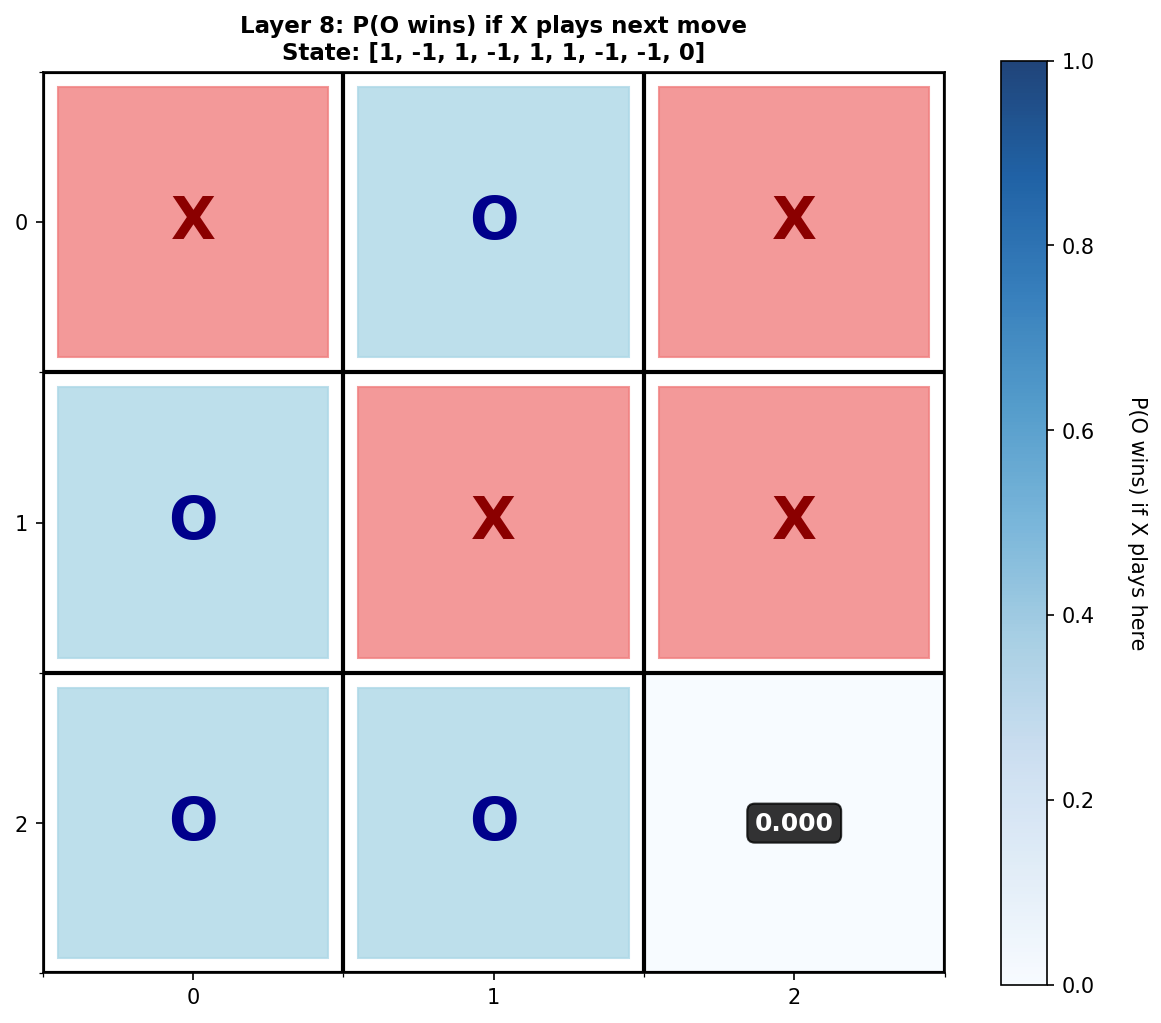 Layer 8: P(O wins) if X plays next move
State: [1, -1, 1, -1, 1, 1, -1, -1, 0]
X O X
O X X
O O 0.000
0
1
2
0 1 2
1.0
0.8
0.6
0.4
0.2
0.0
P(O wins) if X plays here